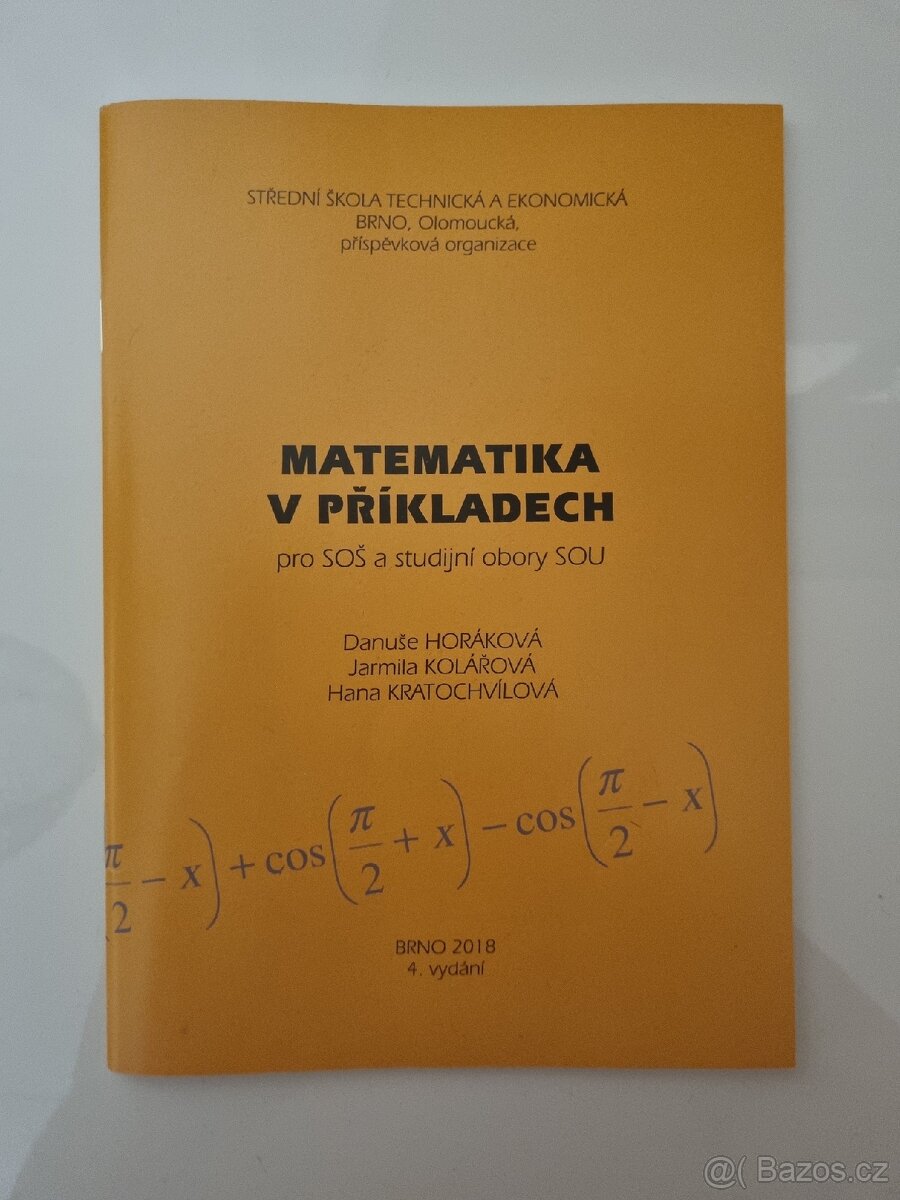 STŘEDNÍ ŠKOLA TECHNICKÁ A EKONOMICKÁ
BRNO, Olomoucká,
příspěvková organizace
MATEMATIKA
V PŘÍKLADECH
pro SOŠ a studijní obory SOU
Danuše HORÁKOVÁ
Jarmila KOLÁŘOVÁ
Hana KRATOCHVÍLOVÁ
π/2 − x) + cos(π/2 + x) − cos(π/2 − x)
BRNO 2018
4. vydání
@( Bazos.cz